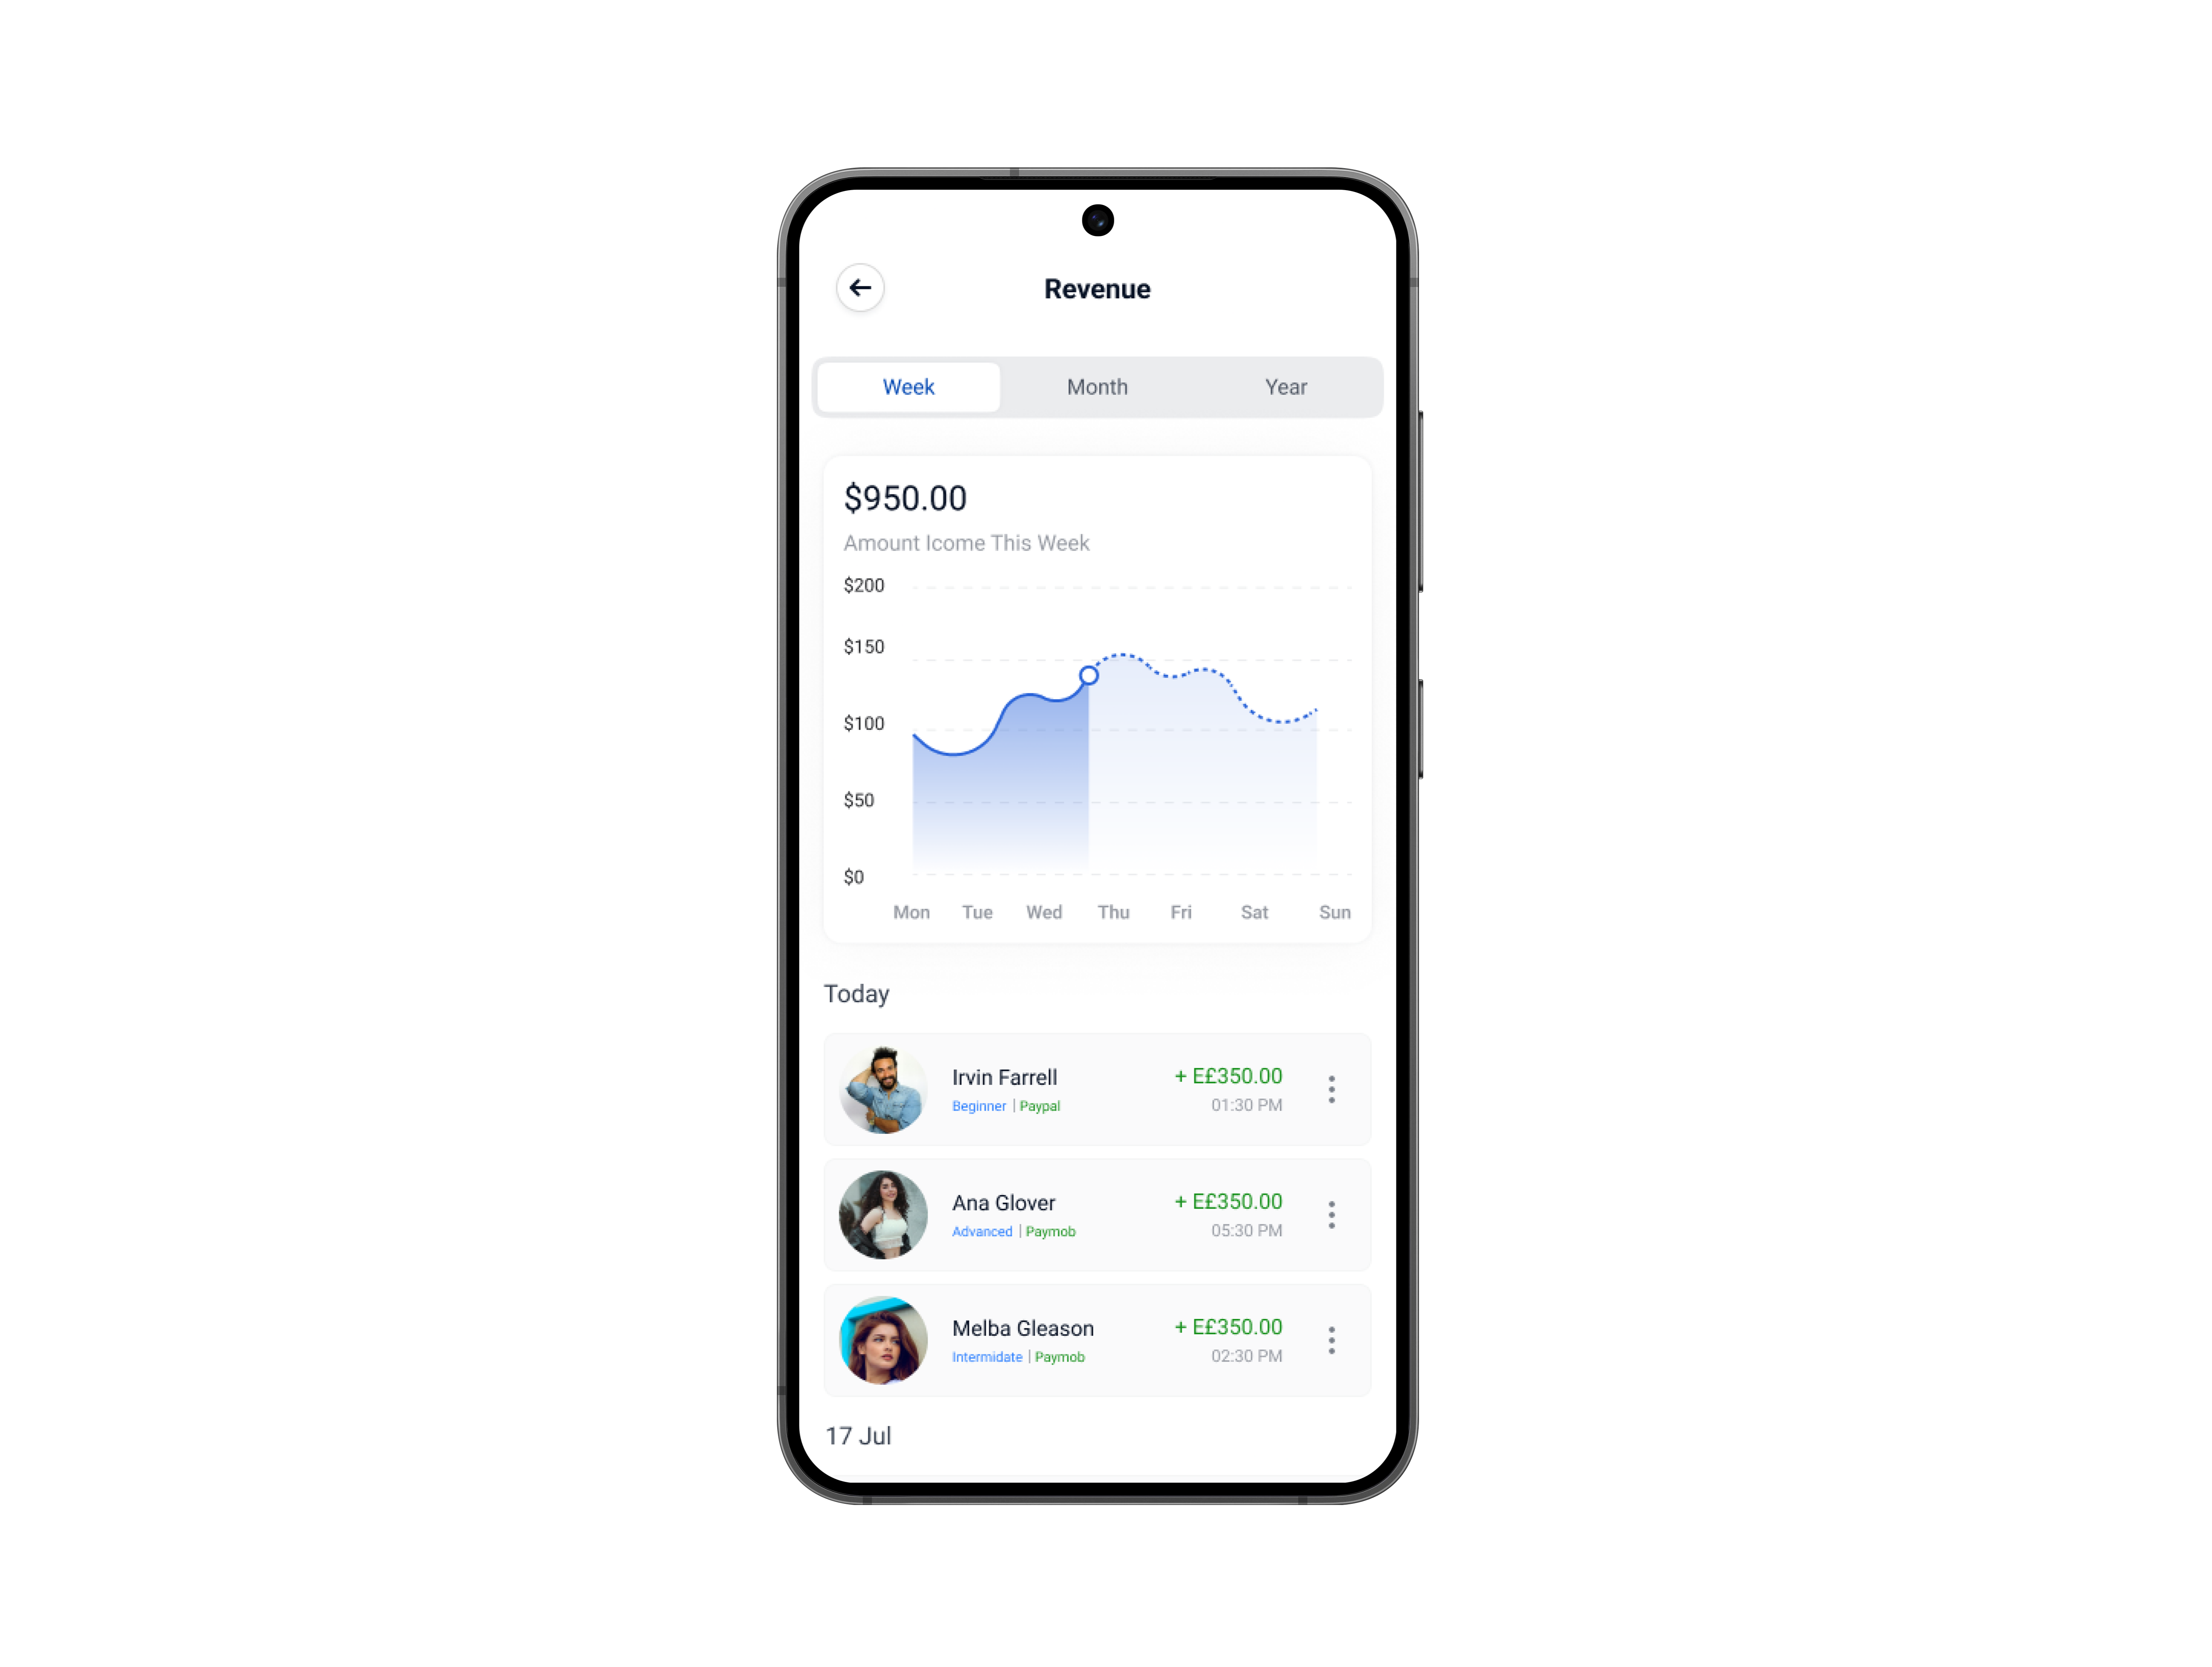 Revenue
Week Month Year
$950.00
Amount Icome This Week
$200
$150
$100
$50
$0
Mon Tue Wed Thu Fri Sat Sun
Today
Irvin Farrell + E£350.00
Beginner | Paypal 01:30 PM
Ana Glover + E£350.00
Advanced | Paymob 05:30 PM
Melba Gleason + E£350.00
Intermidate | Paymob 02:30 PM
17 Jul